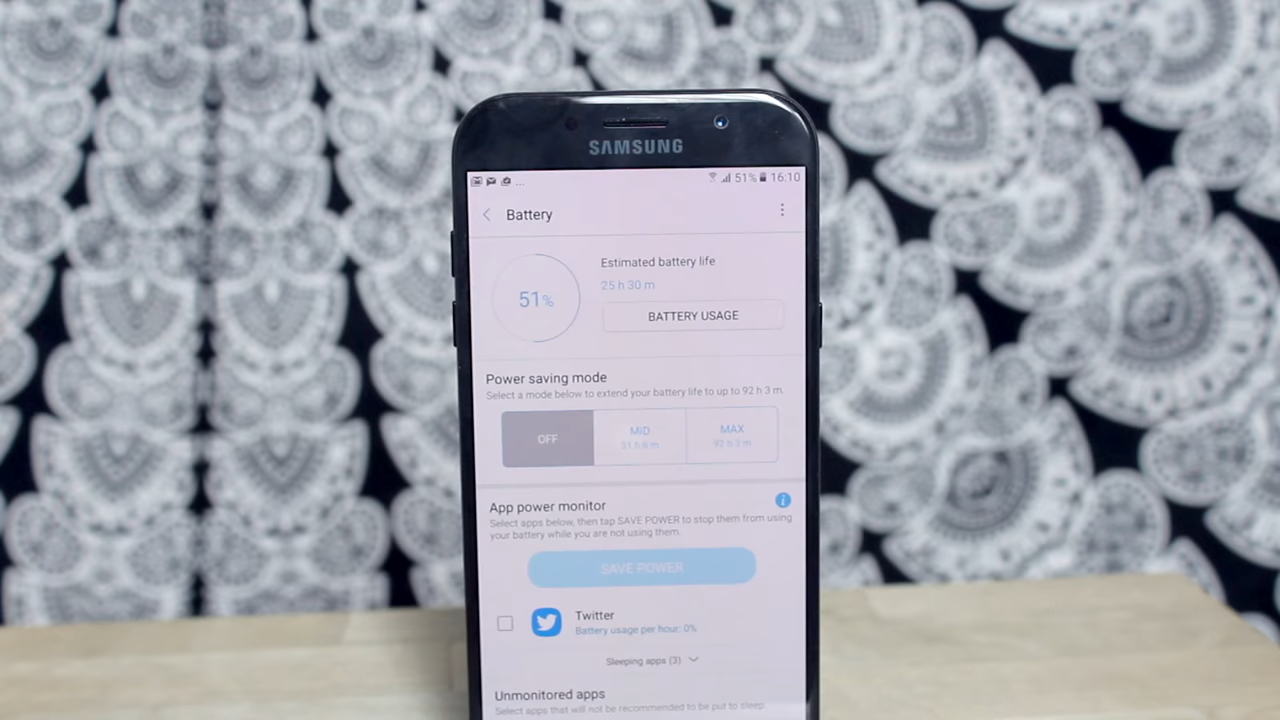 SAMSUNG
... 51% 16:10
Battery
51%
Estimated battery life
25 h 30 m
BATTERY USAGE
Power saving mode
Select a mode below to extend your battery life to up to 92 h 3 m.
OFF
MID
MAX
92 h 3 m
App power monitor
Select apps below, then tap SAVE POWER to stop them from using
your battery while you are not using them.
SAVE POWER
Twitter
Battery usage per hour: 0%
Sleeping apps (3)
Unmonitored apps
Select apps that will not be recommended to be put to sleep.